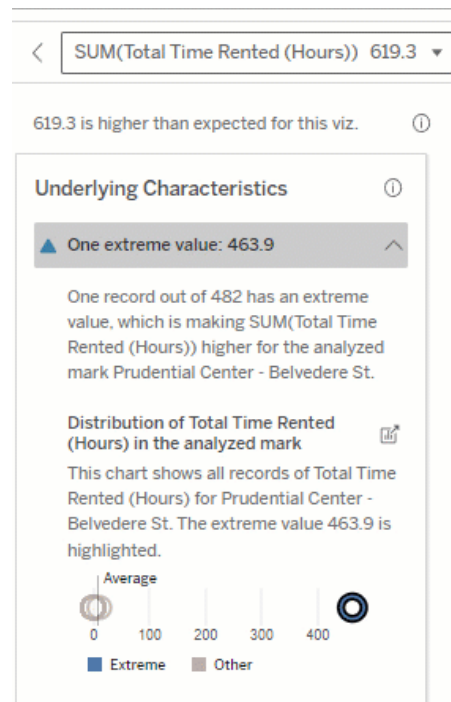 SUM(Total Time Rented (Hours)) 619.3
619.3 is higher than expected for this viz.
Underlying Characteristics
One extreme value: 463.9
One record out of 482 has an extreme
value, which is making SUM(Total Time
Rented (Hours)) higher for the analyzed
mark Prudential Center - Belvedere St.
Distribution of Total Time Rented
(Hours) in the analyzed mark
This chart shows all records of Total Time
Rented (Hours) for Prudential Center -
Belvedere St. The extreme value 463.9 is
highlighted.
Average
0 100 200 300 400
Extreme Other